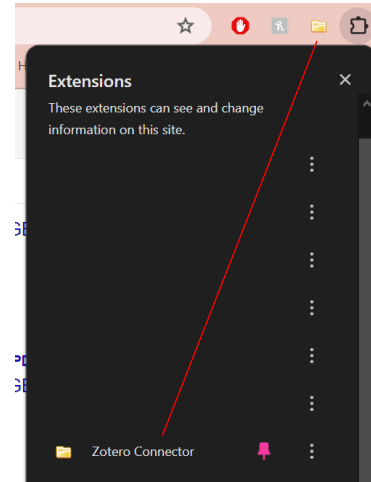 Extensions
These extensions can see and change
information on this site.
Zotero Connector